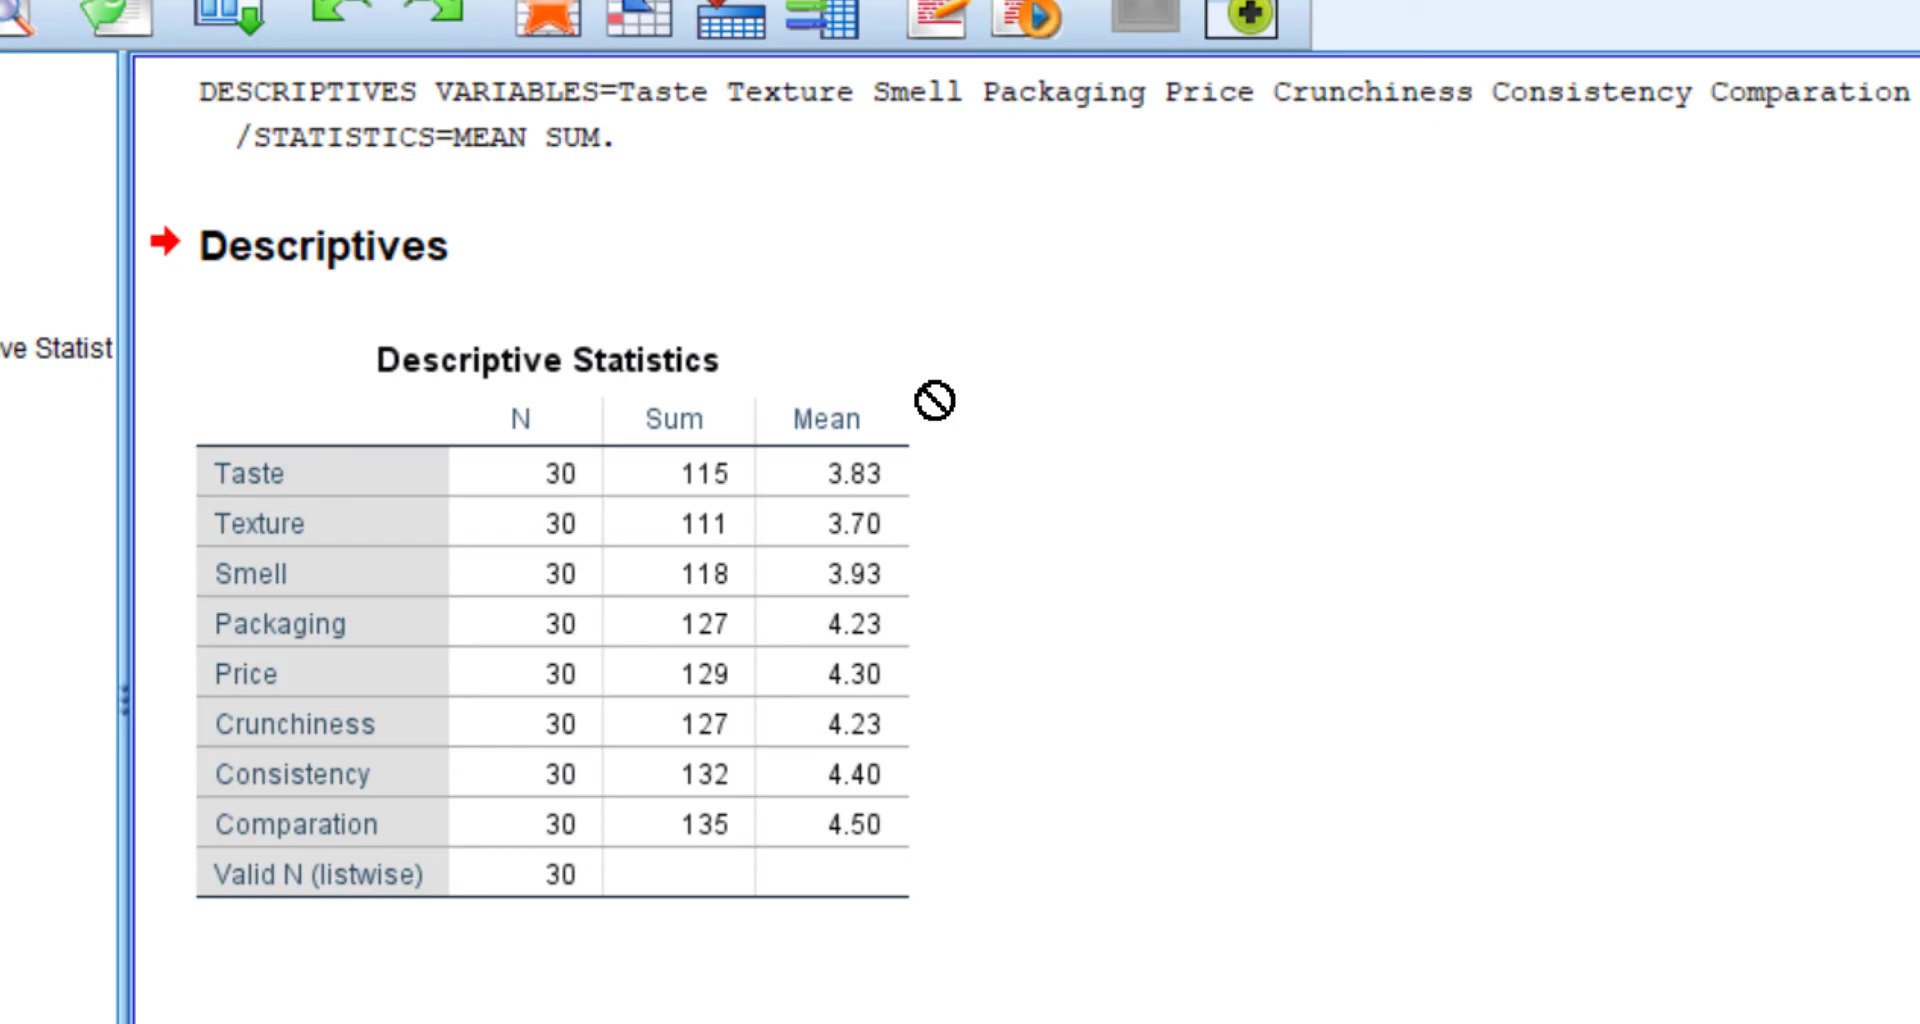 DESCRIPTIVES VARIABLES=Taste Texture Smell Packaging Price Crunchiness Consistency Comparation
/STATISTICS=MEAN SUM.
Descriptives
ve Statist
Descriptive Statistics
N Sum Mean
Taste 30 115 3.83
Texture 30 111 3.70
Smell 30 118 3.93
Packaging 30 127 4.23
Price 30 129 4.30
Crunchiness 30 127 4.23
Consistency 30 132 4.40
Comparation 30 135 4.50
Valid N (listwise) 30